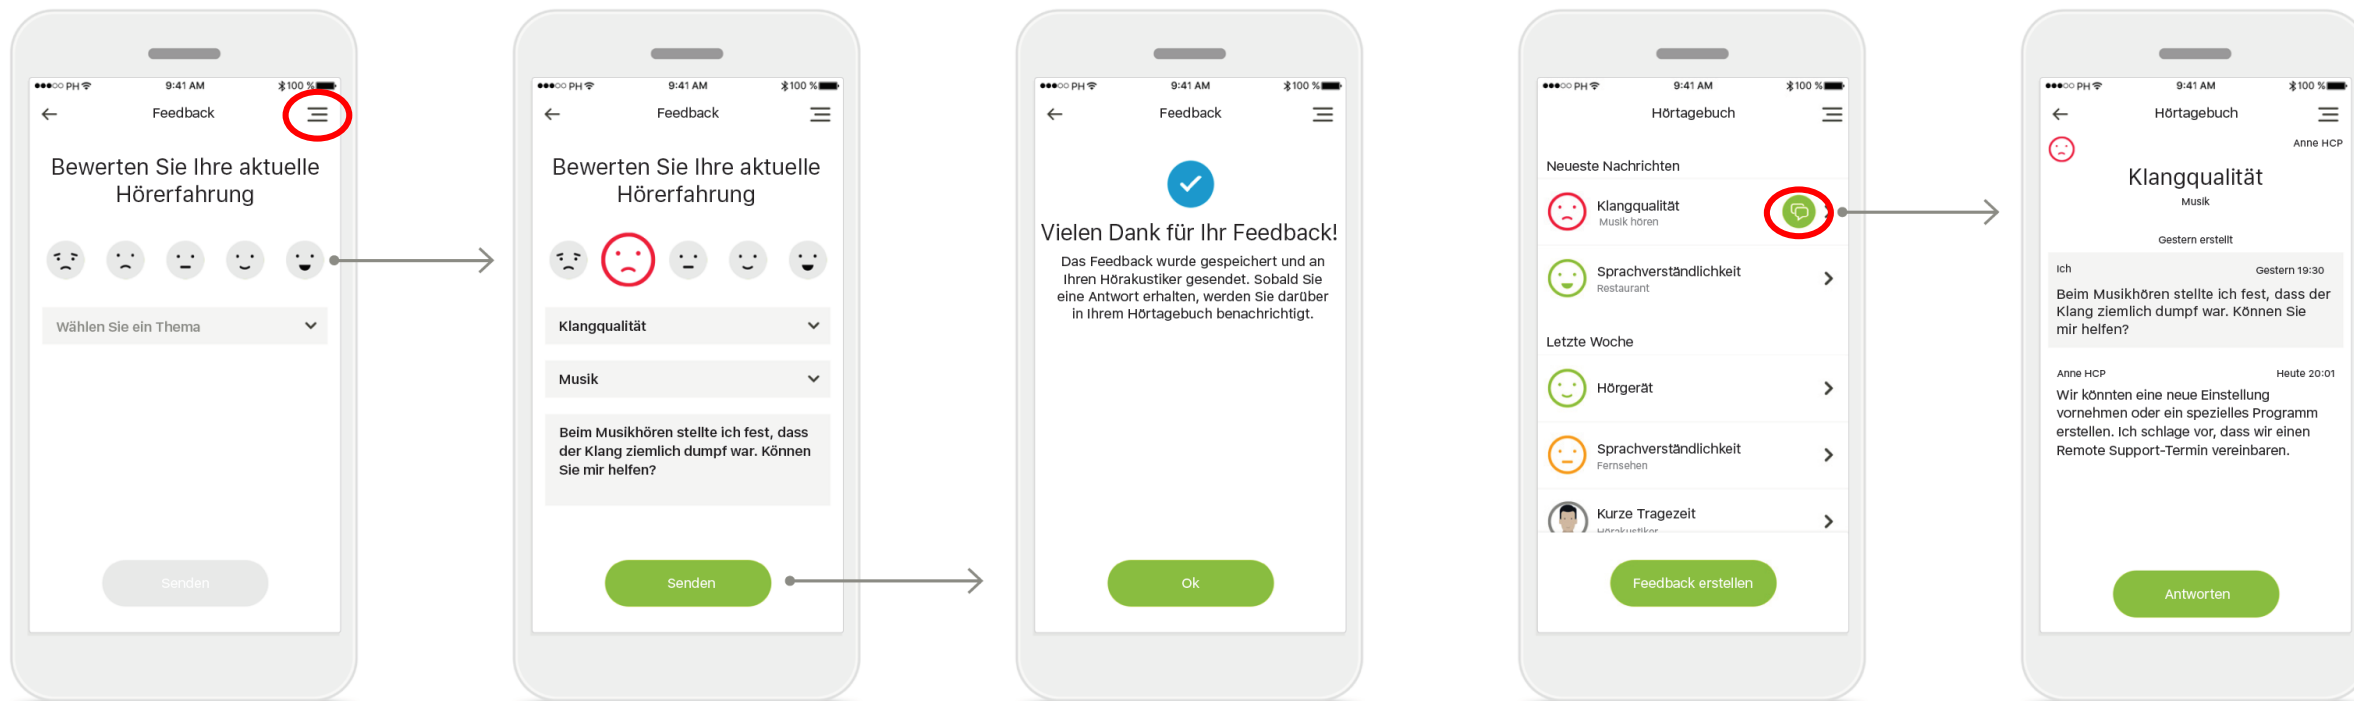 PH 9:41 AM 100 %
Feedback
Bewerten Sie Ihre aktuelle
Hörerfahrung
Wählen Sie ein Thema
Senden
PH 9:41 AM 100 %
Feedback
Bewerten Sie Ihre aktuelle
Hörerfahrung
Klangqualität
Musik
Beim Musikhören stellte ich fest, dass
der Klang ziemlich dumpf war. Können
Sie mir helfen?
Senden
PH 9:41 AM 100 %
Feedback
Vielen Dank für Ihr Feedback!
Das Feedback wurde gespeichert und an
Ihren Hörakustiker gesendet. Sobald Sie
eine Antwort erhalten, werden Sie darüber
in Ihrem Hörtagebuch benachrichtigt.
Ok
PH 9:41 AM 100 %
Hörtagebuch
Neueste Nachrichten
Klangqualität
Musik hören
Sprachverständlichkeit
Restaurant
Letzte Woche
Hörgerät
Sprachverständlichkeit
Fernsehen
Kurze Tragezeit
Hörakustiker
Feedback erstellen
PH 9:41 AM 100 %
Hörtagebuch
Anne HCP
Klangqualität
Musik
Gestern erstellt
Ich Gestern 19:30
Beim Musikhören stellte ich fest, dass der
Klang ziemlich dumpf war. Können Sie
mir helfen?
Anne HCP Heute 20:01
Wir könnten eine neue Einstellung
vornehmen oder ein spezielles Programm
erstellen. Ich schlage vor, dass wir einen
Remote Support-Termin vereinbaren.
Antworten